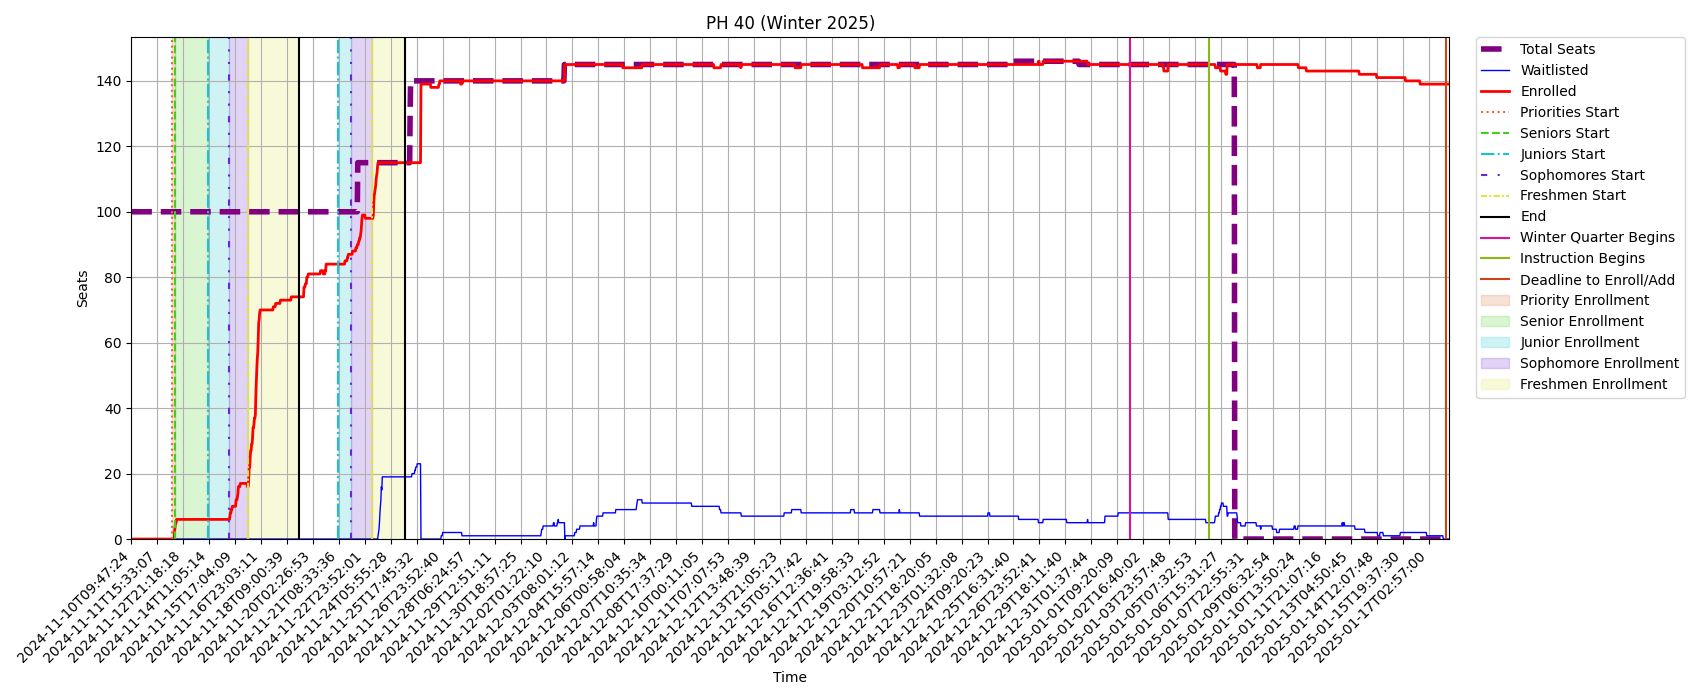 PH 40 (Winter 2025)
Seats
140
120
100
80
60
40
20
0
2024-11-10T09:47:24
2024-11-11T15:33:07
2024-11-12T21:18:18
2024-11-14T11:05:14
2024-11-15T17:04:09
2024-11-16T23:03:11
2024-11-18T09:00:39
2024-11-20T02:26:53
2024-11-21T08:33:36
2024-11-22T23:52:01
2024-11-24T05:55:28
2024-11-25T17:45:32
2024-11-26T23:52:40
2024-11-28T06:24:57
2024-11-29T12:51:11
2024-11-30T18:57:25
2024-12-02T01:22:10
2024-12-03T08:01:12
2024-12-04T15:57:14
2024-12-06T00:58:04
2024-12-07T10:35:34
2024-12-08T17:37:29
2024-12-10T00:11:05
2024-12-11T07:07:53
2024-12-12T13:48:39
2024-12-13T21:05:23
2024-12-15T05:17:42
2024-12-16T12:36:41
2024-12-17T19:58:33
2024-12-19T03:12:52
2024-12-20T10:57:21
2024-12-21T18:20:05
2024-12-23T01:32:08
2024-12-24T09:20:23
2024-12-25T16:31:40
2024-12-26T23:52:41
2024-12-29T18:11:40
2024-12-31T01:37:44
2025-01-01T09:20:09
2025-01-02T16:40:02
2025-01-03T23:57:48
2025-01-05T07:32:53
2025-01-06T15:31:27
2025-01-07T22:55:31
2025-01-09T06:32:54
2025-01-10T13:50:24
2025-01-11T21:07:16
2025-01-13T04:50:45
2025-01-14T12:07:48
2025-01-15T19:37:30
2025-01-17T02:57:00
Time
Total Seats
Waitlisted
Enrolled
Priorities Start
Seniors Start
Juniors Start
Sophomores Start
Freshmen Start
End
Winter Quarter Begins
Instruction Begins
Deadline to Enroll/Add
Priority Enrollment
Senior Enrollment
Junior Enrollment
Sophomore Enrollment
Freshmen Enrollment